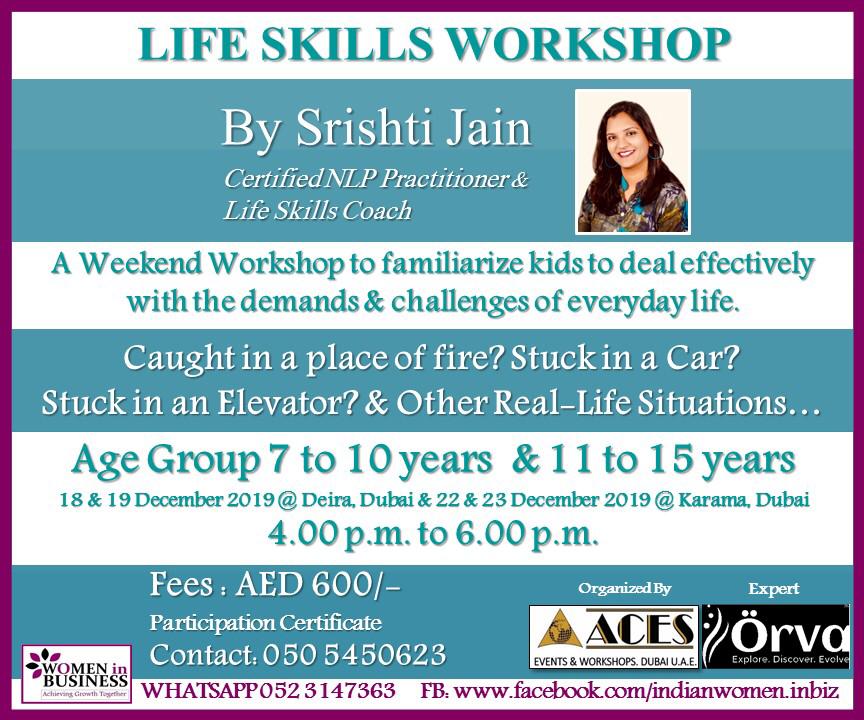 LIFE SKILLS WORKSHOP
By Srishti Jain
Certified NLP Practitioner &
Life Skills Coach
A Weekend Workshop to familiarize kids to deal effectively
with the demands & challenges of everyday life.
Caught in a place of fire? Stuck in a Car?
Stuck in an Elevator? & Other Real-Life Situations...
Age Group 7 to 10 years & 11 to 15 years
18 & 19 December 2019 @ Deira, Dubai & 22 & 23 December 2019 @ Karama, Dubai
4.00 p.m. to 6.00 p.m.
Fees : AED 600/-
Participation Certificate
Contact: 050 5450623
Organized By
ACES
EVENTS & WORKSHOPS. DUBAI U.A.E.
Expert
Örva
Explore. Discover. Evolve
WOMEN in
BUSINESS
Achieving Growth Together
WHATSAPP 052 3147363 FB: www.facebook.com/indianwomen.inbiz